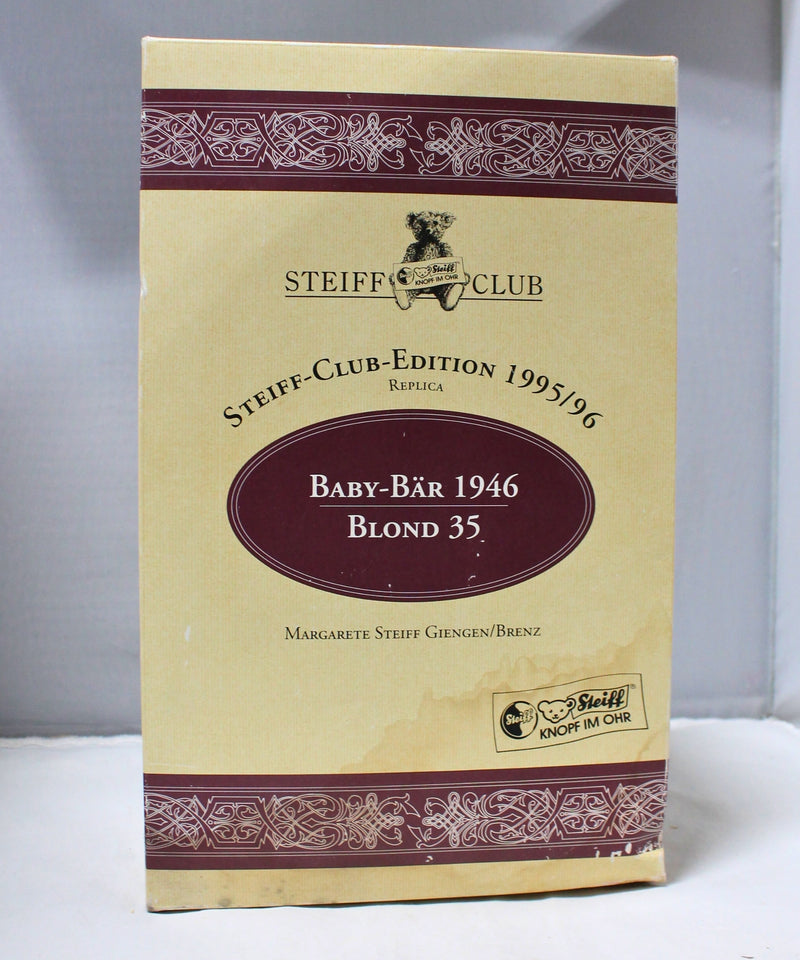 STEIFF CLUB
Steiff
KNOPF IM OHR
STEIFF-CLUB-EDITION 1995/96
REPLICA
BABY-BÄR 1946
BLOND 35
MARGARETE STEIFF GIENGEN/BRENZ
Steiff Steiff®
KNOPF IM OHR